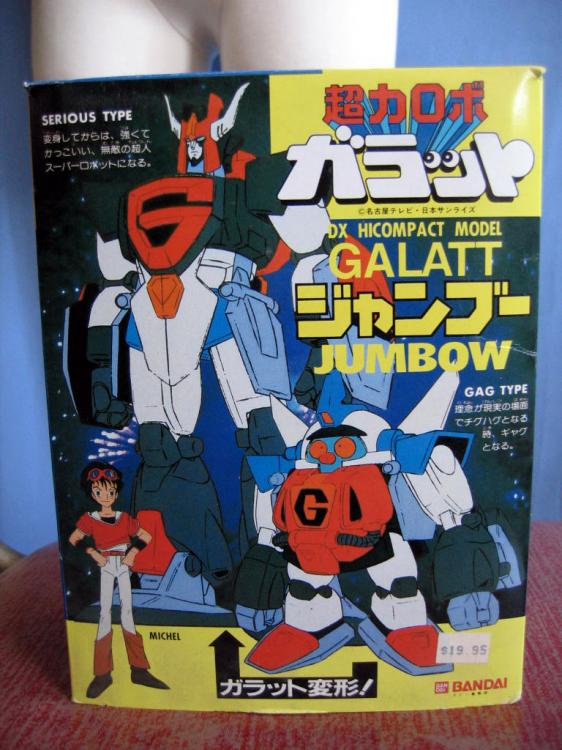 SERIOUS TYPE
変身してからは、強くて
かっこいい、無敵の超人
スーパーロボットになる。
超力ロボ
ガラット
©名古屋テレビ・日本サンライズ
DX HICOMPACT MODEL
GALATT
ジャンブー
JUMBOW
GAG TYPE
理念が現実の場面
でチグハグとなる
時、ギャグ
となる。
G
G
MICHEL
ガラット変形!
$19.95
BAN
DAI
BANDAI